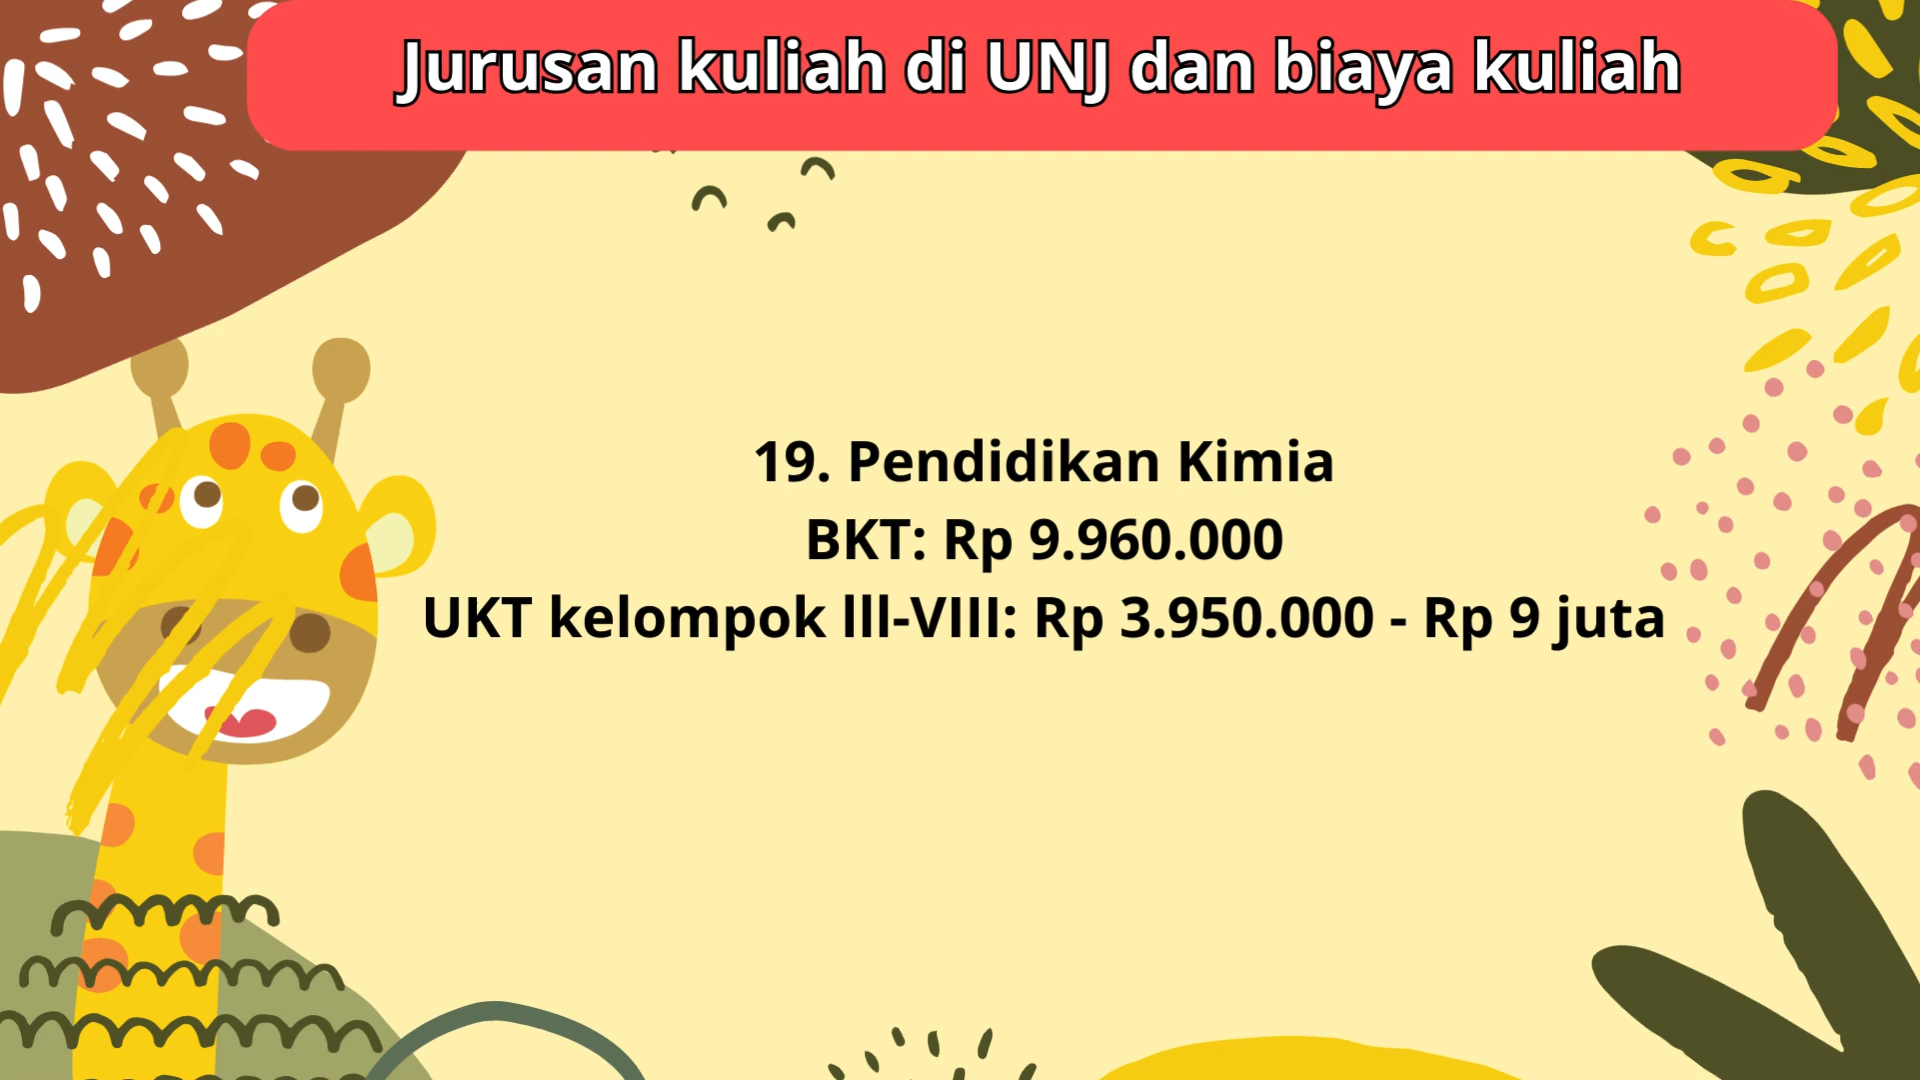 Jurusan kuliah di UNJ dan biaya kuliah
19. Pendidikan Kimia
BKT: Rp 9.960.000
UKT kelompok lll-VIII: Rp 3.950.000 - Rp 9 juta